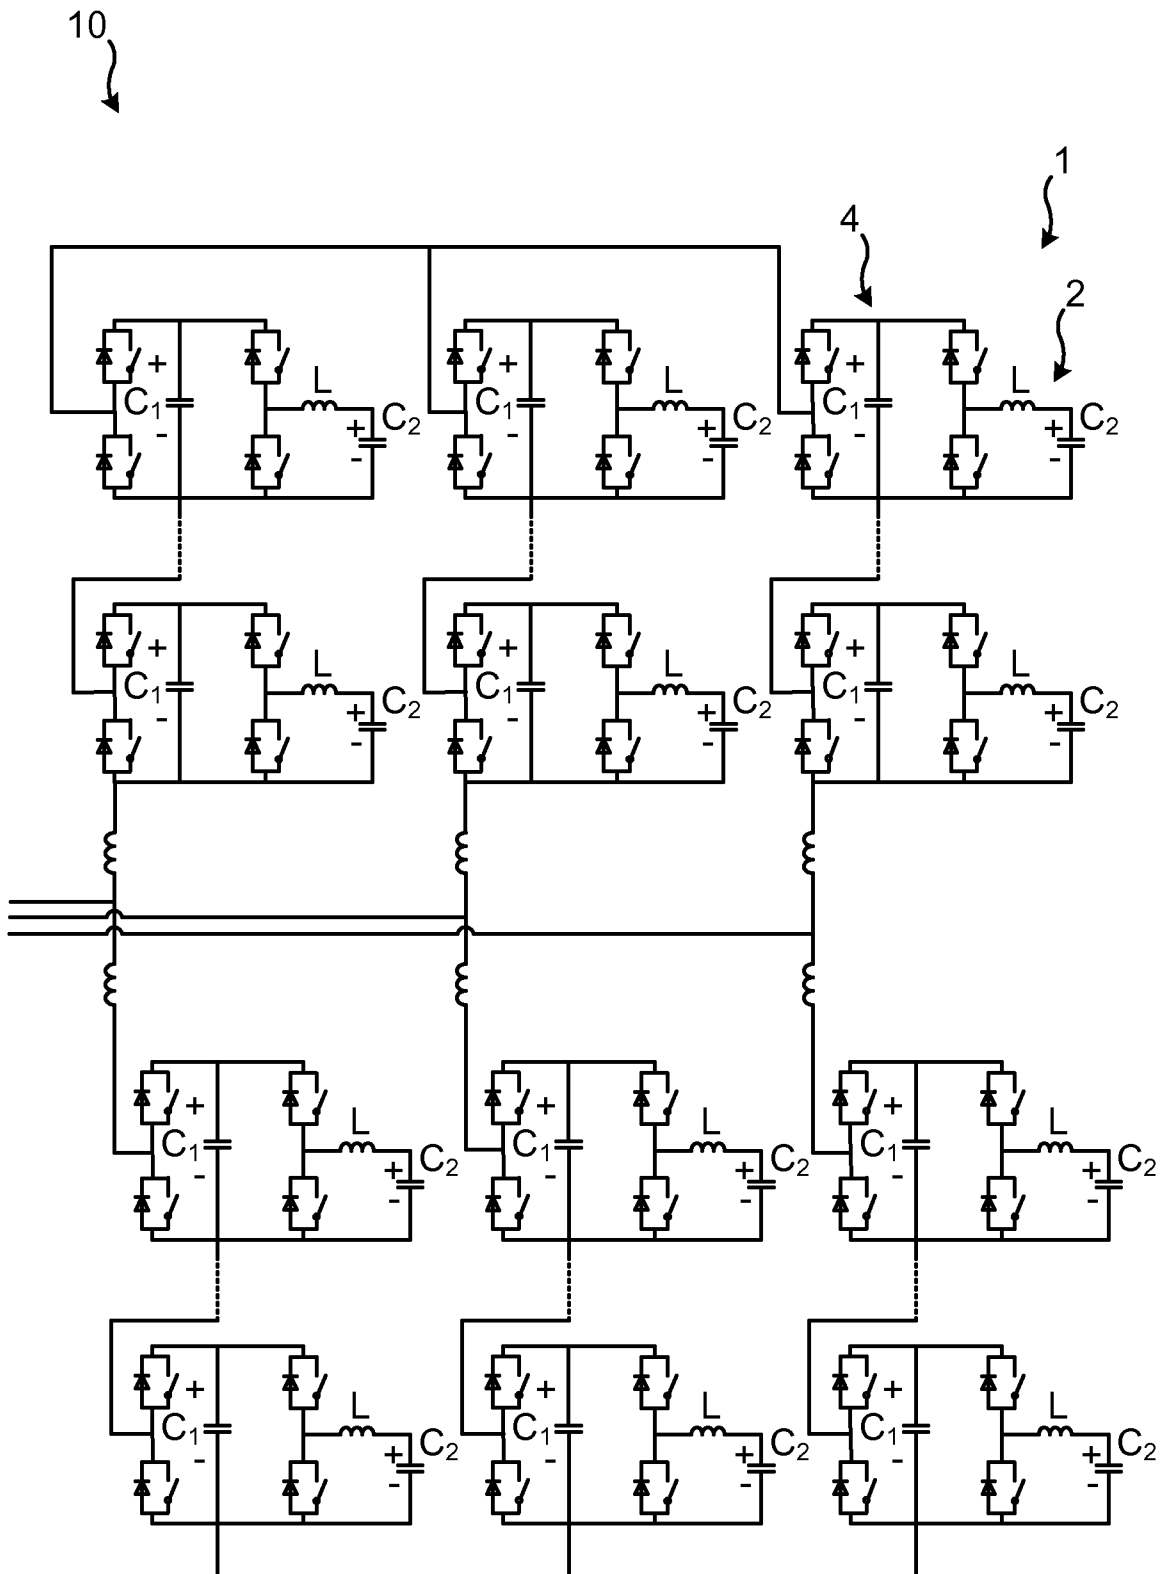 10
1
4
2
+ L + L + L
C₁ + C₂ C₁ + C₂ C₁ + C₂
- - - - - -
+ L + L + L
C₁ + C₂ C₁ + C₂ C₁ + C₂
- - - - - -
+ L + L + L
C₁ + C₂ C₁ + C₂ C₁ + C₂
- - - - - -
+ L + L + L
C₁ + C₂ C₁ + C₂ C₁ + C₂
- - - - - -